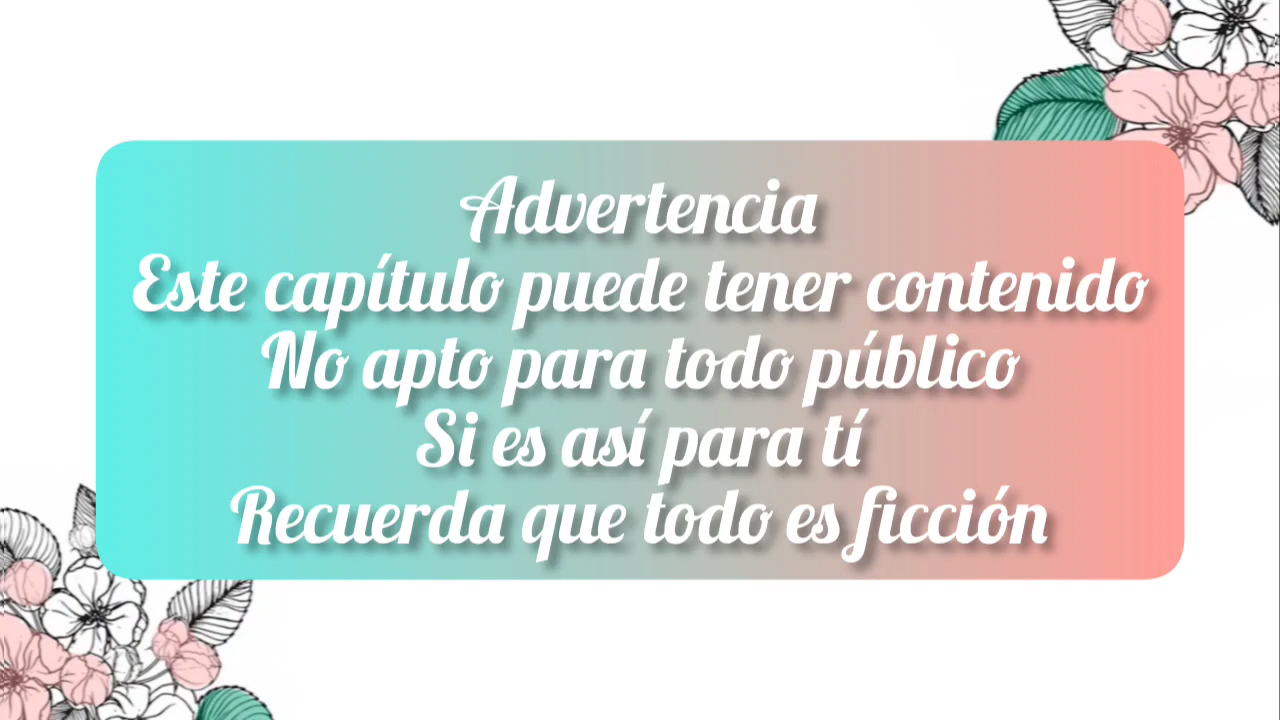 Advertencia
Este capítulo puede tener contenido
No apto para todo público
Si es así para tí
Recuerda que todo es ficción